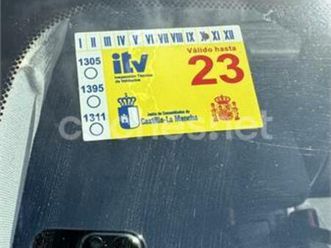 I II III IV V VI VII VIII IX X XI XII
1305
1395
1311
itv
Inspección Técnica
de Vehículos
Válido hasta
23
Junta de Comunidades de
Castilla-La Mancha